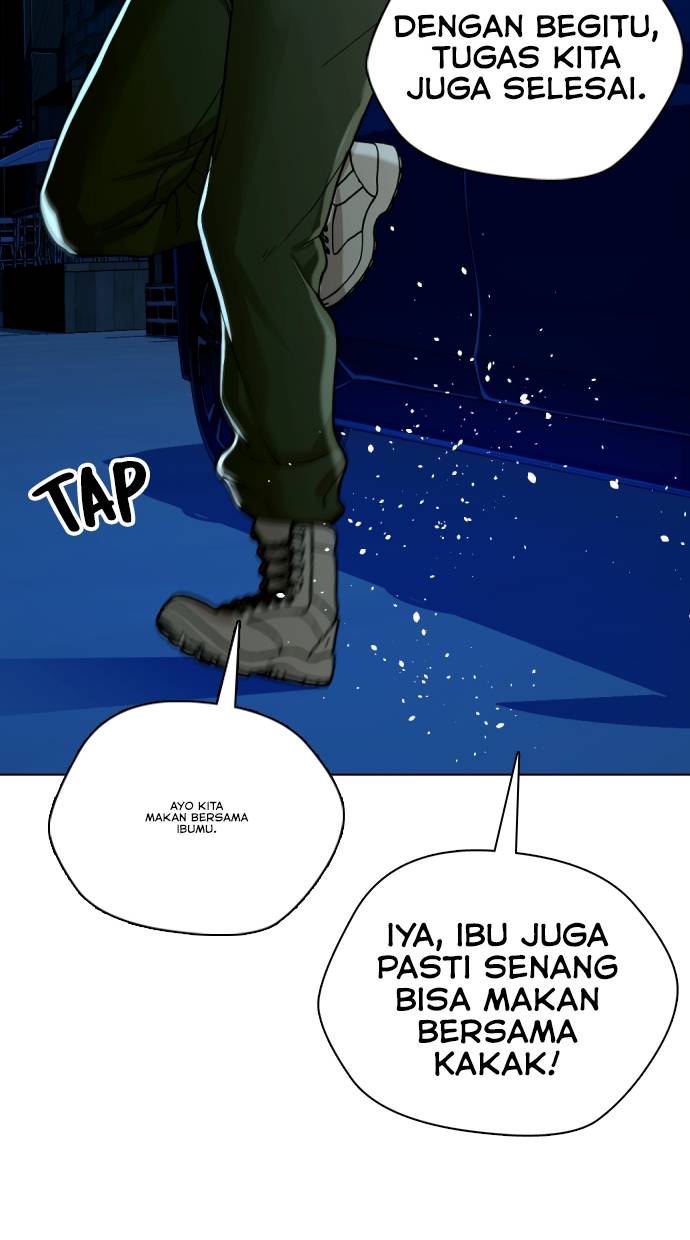 DENGAN BEGITU,
TUGAS KITA
JUGA SELESAI.
TAP
AYO KITA
MAKAN BERSAMA
IBUMU.
IYA, IBU JUGA
PASTI SENANG
BISA MAKAN
BERSAMA
KAKAK!